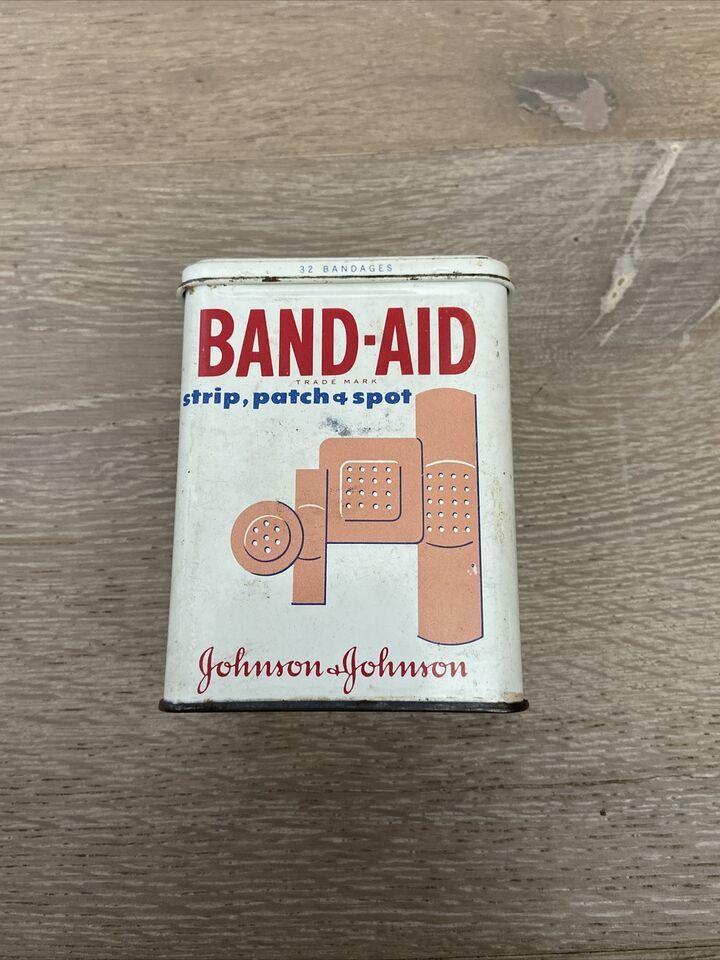 32 BANDAGES
BAND-AID
TRADE MARK
strip, patch & spot
Johnson & Johnson